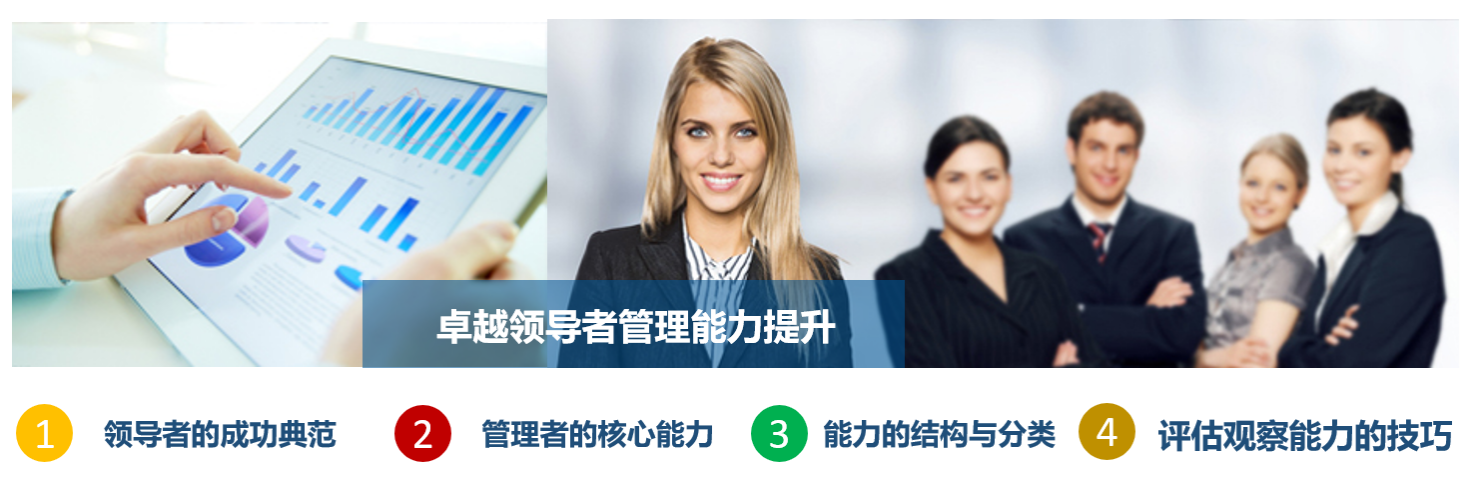 卓越领导者管理能力提升
1 领导者的成功典范
2 管理者的核心能力
3 能力的结构与分类
4 评估观察能力的技巧